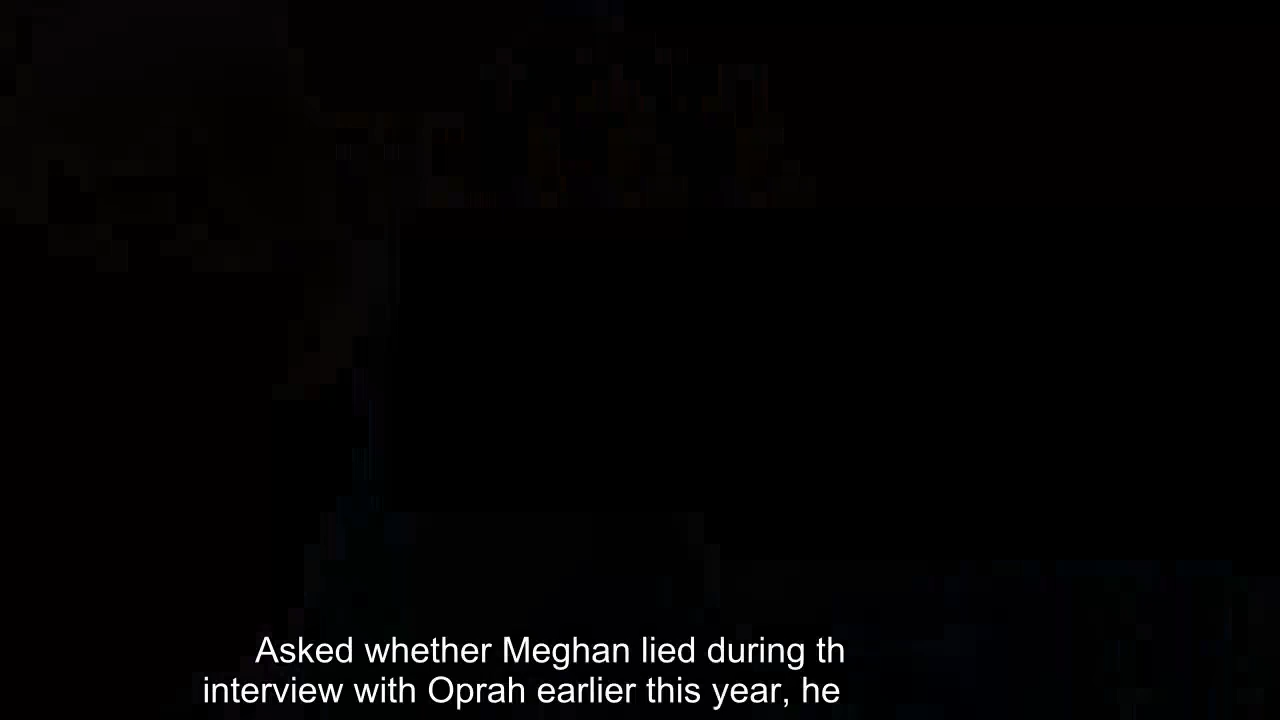 Asked whether Meghan lied during th
interview with Oprah earlier this year, he